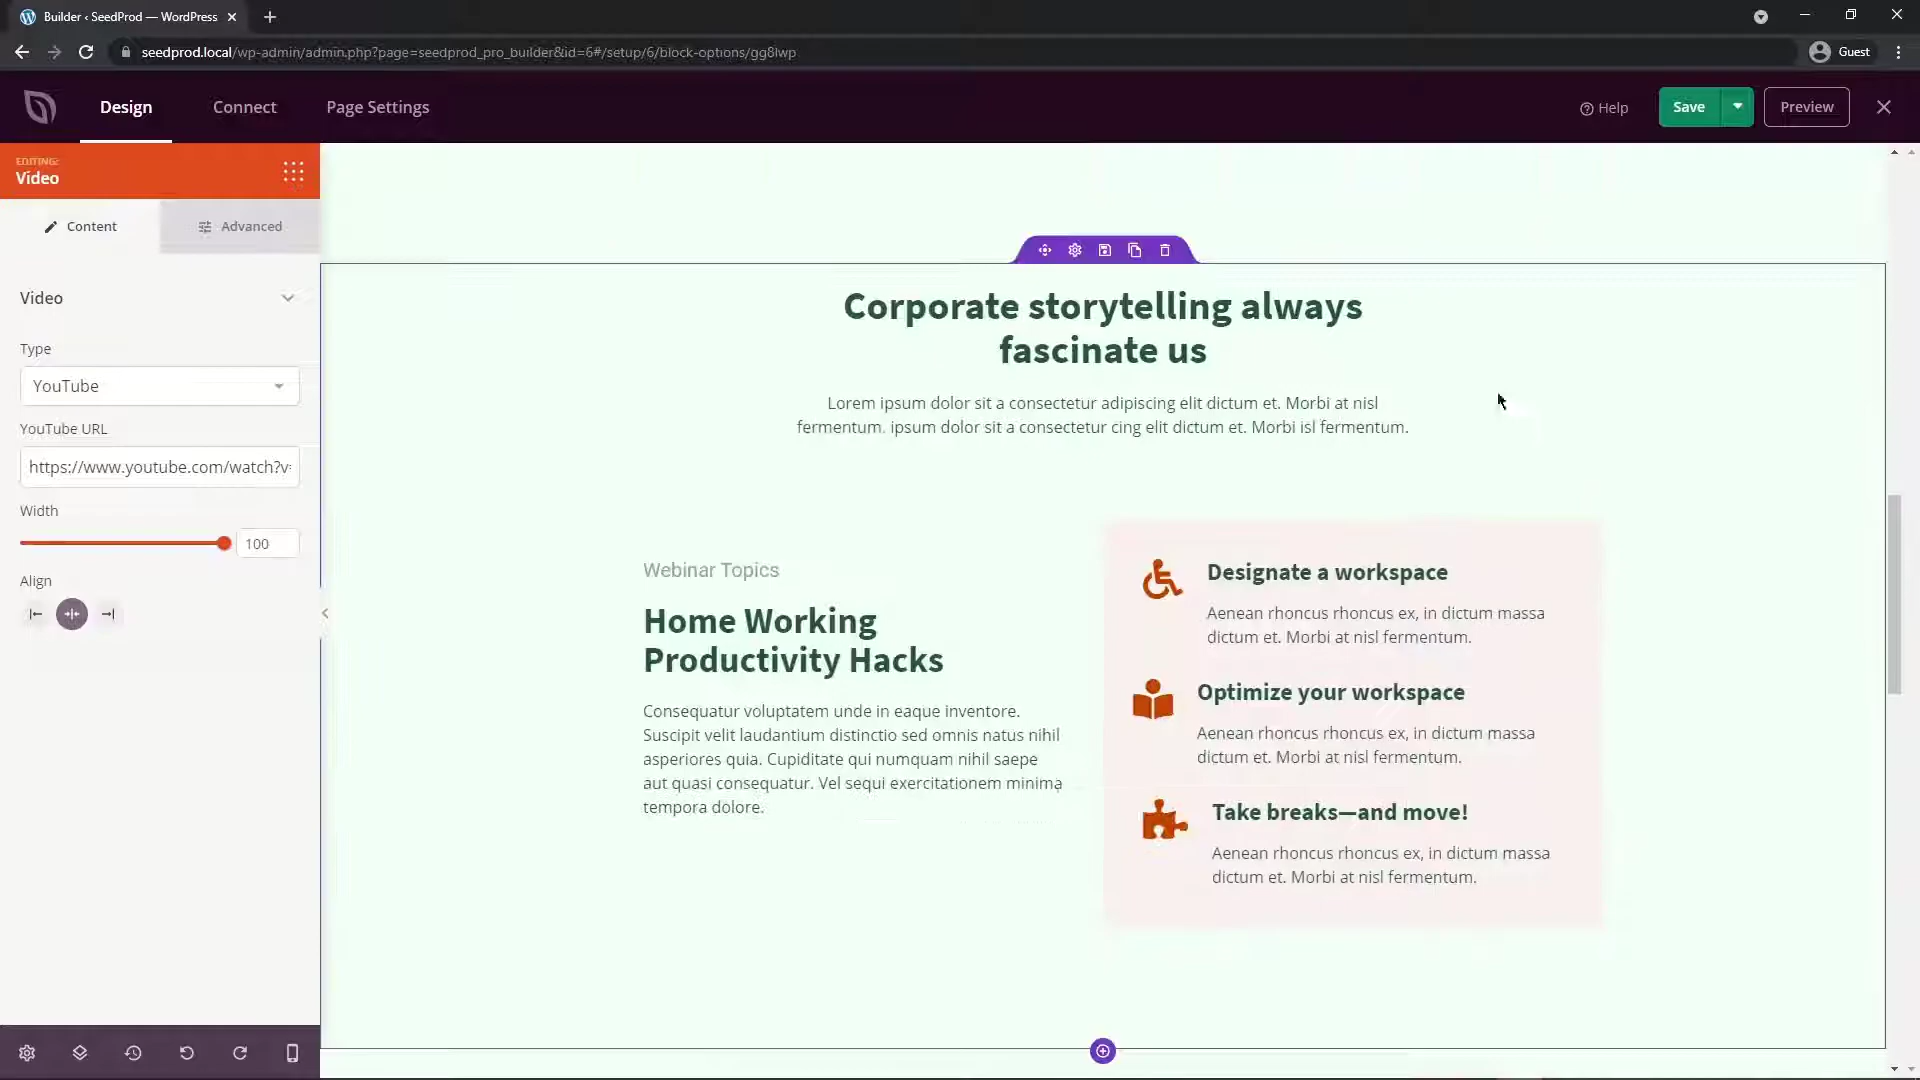 Builder ‹ SeedProd — WordPress
seedprod.local/wp-admin/admin.php?page=seedprod_pro_builder&id=6#/setup/6/block-options/gg8lwp
Guest
Design
Connect
Page Settings
Help
Save
Preview
EDITING:
Video
Content
Advanced
Video
Type
YouTube
YouTube URL
https://www.youtube.com/watch?v=
Width
100
Align
Corporate storytelling always
fascinate us
Lorem ipsum dolor sit a consectetur adipiscing elit dictum et. Morbi at nisl
fermentum. ipsum dolor sit a consectetur cing elit dictum et. Morbi isl fermentum.
Webinar Topics
Home Working
Productivity Hacks
Consequatur voluptatem unde in eaque inventore.
Suscipit velit laudantium distinctio sed omnis natus nihil
asperiores quia. Cupiditate qui numquam nihil saepe
aut quasi consequatur. Vel sequi exercitationem minima
tempora dolore.
Designate a workspace
Aenean rhoncus rhoncus ex, in dictum massa
dictum et. Morbi at nisl fermentum.
Optimize your workspace
Aenean rhoncus rhoncus ex, in dictum massa
dictum et. Morbi at nisl fermentum.
Take breaks—and move!
Aenean rhoncus rhoncus ex, in dictum massa
dictum et. Morbi at nisl fermentum.